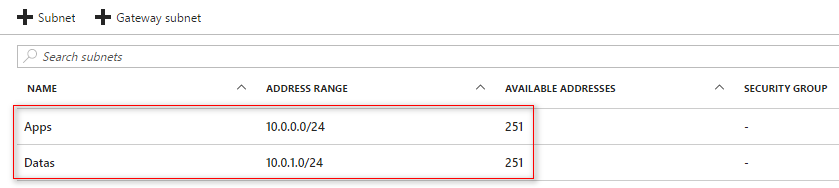 Subnet Gateway subnet
Search subnets
NAME ADDRESS RANGE AVAILABLE ADDRESSES SECURITY GROUP
Apps 10.0.0.0/24 251 -
Datas 10.0.1.0/24 251 -